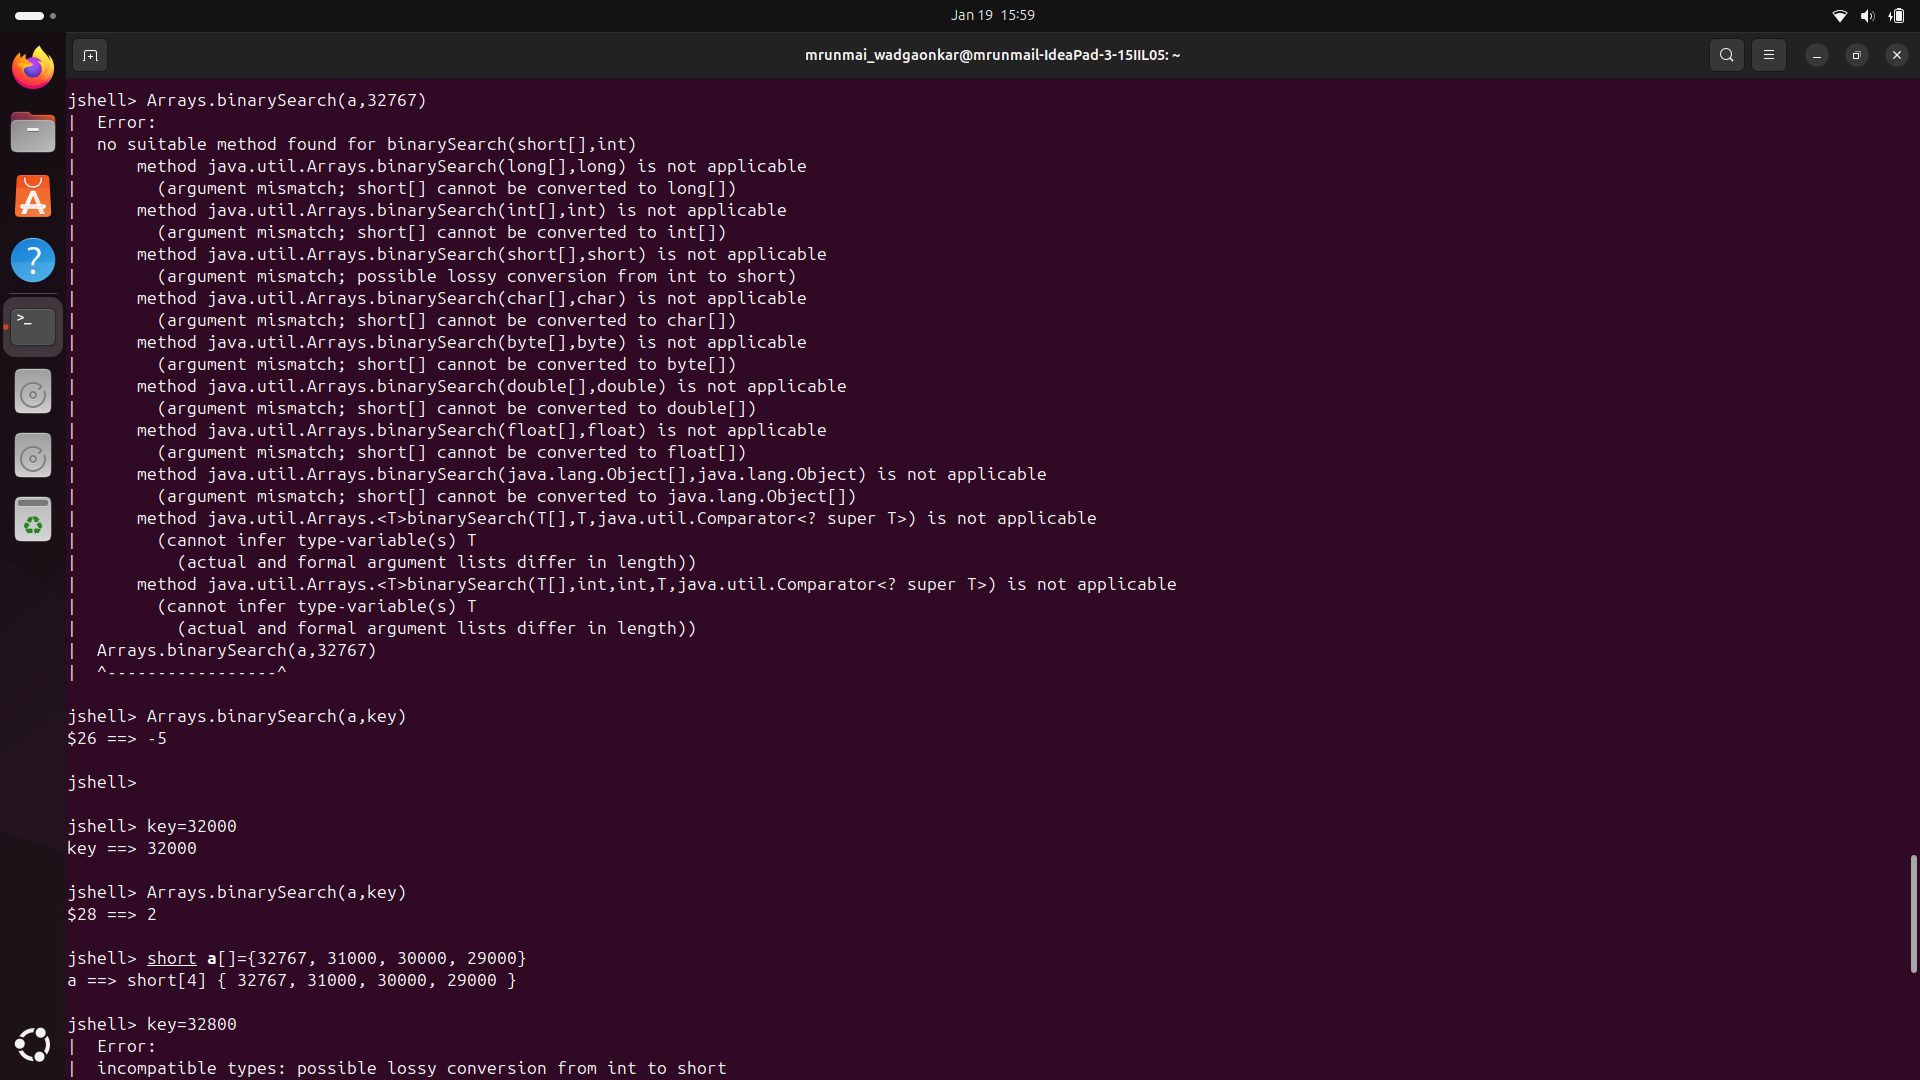 Jan 19 15:59
mrunmai_wadgaonkar@mrunmail-IdeaPad-3-15IIL05: ~
jshell> Arrays.binarySearch(a,32767)
|  Error:
|  no suitable method found for binarySearch(short[],int)
|      method java.util.Arrays.binarySearch(long[],long) is not applicable
|        (argument mismatch; short[] cannot be converted to long[])
|      method java.util.Arrays.binarySearch(int[],int) is not applicable
|        (argument mismatch; short[] cannot be converted to int[])
|      method java.util.Arrays.binarySearch(short[],short) is not applicable
|        (argument mismatch; possible lossy conversion from int to short)
|      method java.util.Arrays.binarySearch(char[],char) is not applicable
|        (argument mismatch; short[] cannot be converted to char[])
|      method java.util.Arrays.binarySearch(byte[],byte) is not applicable
|        (argument mismatch; short[] cannot be converted to byte[])
|      method java.util.Arrays.binarySearch(double[],double) is not applicable
|        (argument mismatch; short[] cannot be converted to double[])
|      method java.util.Arrays.binarySearch(float[],float) is not applicable
|        (argument mismatch; short[] cannot be converted to float[])
|      method java.util.Arrays.binarySearch(java.lang.Object[],java.lang.Object) is not applicable
|        (argument mismatch; short[] cannot be converted to java.lang.Object[])
|      method java.util.Arrays.<T>binarySearch(T[],T,java.util.Comparator<? super T>) is not applicable
|        (cannot infer type-variable(s) T
|          (actual and formal argument lists differ in length))
|      method java.util.Arrays.<T>binarySearch(T[],int,int,T,java.util.Comparator<? super T>) is not applicable
|        (cannot infer type-variable(s) T
|          (actual and formal argument lists differ in length))
|  Arrays.binarySearch(a,32767)
|  ^-----------------^
jshell> Arrays.binarySearch(a,key)
$26 ==> -5
jshell>
jshell> key=32000
key ==> 32000
jshell> Arrays.binarySearch(a,key)
$28 ==> 2
jshell> short a[]={32767, 31000, 30000, 29000}
a ==> short[4] { 32767, 31000, 30000, 29000 }
jshell> key=32800
|  Error:
|  incompatible types: possible lossy conversion from int to short